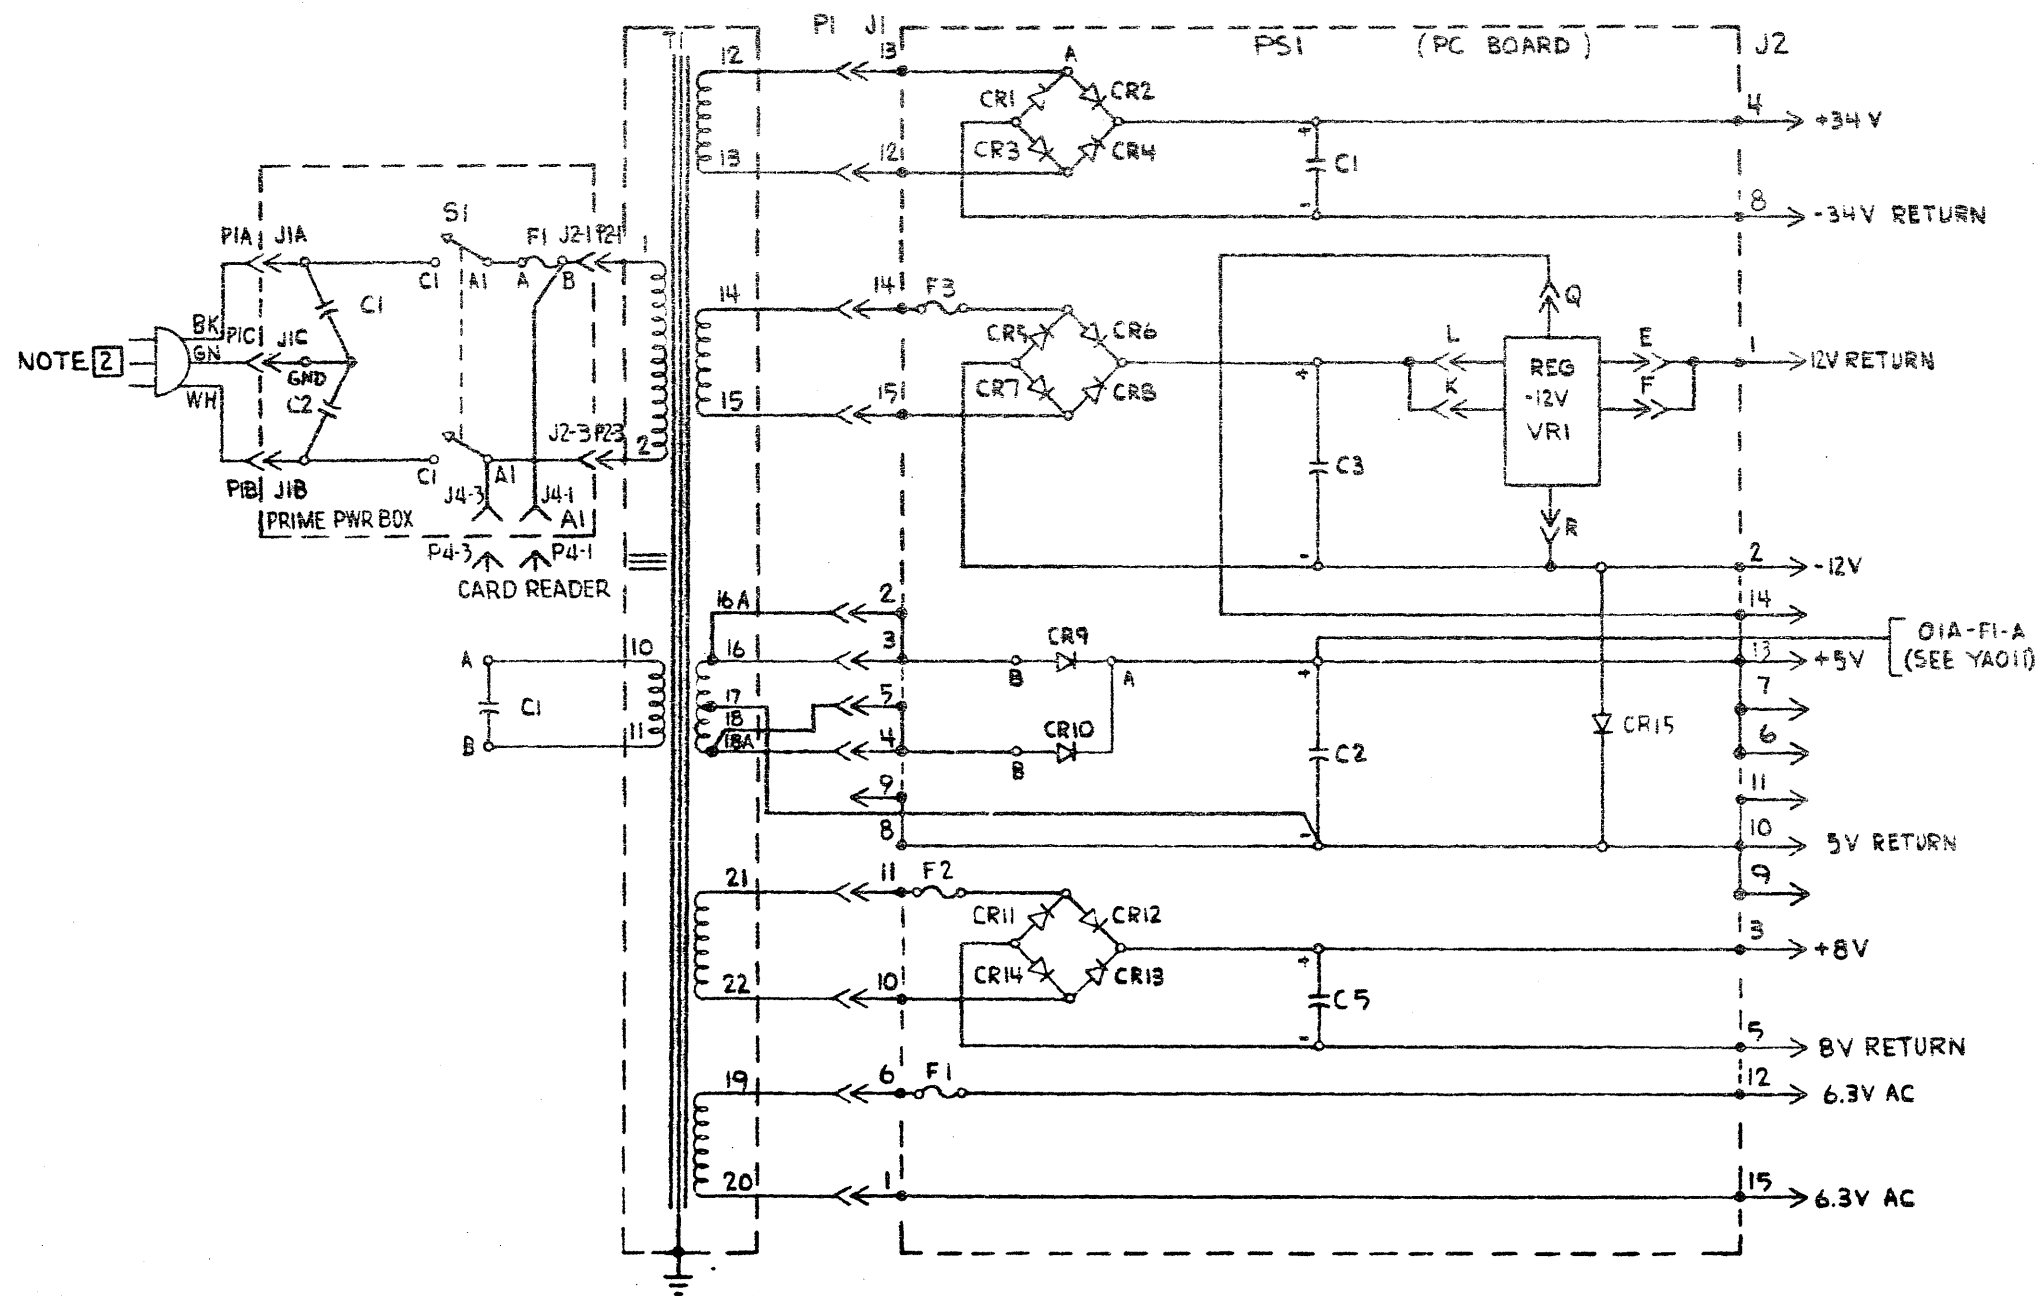 P1 J1 PS1 (PC BOARD) J2
12 13 A
CR1 CR2 4 +34V
CR3 CR4 + C1
13 12
- 8 -34V RETURN
S1
P1A J1A F1 J2-1 P2-1 1
C1 A1 A B
C1
14 14 F3 Q
CR5 CR6 L E 1 12V RETURN
BK P1C J1C
NOTE 2 GN
GND
WH C2
CR7 CR8 + K REG F
-12V
VR1
15 15
J2-3 P2-3 2
C1 A1
P1B J1B J4-3 J4-1
C3
PRIME PWR BOX A1
R
P4-3 P4-1
CARD READER
- 2 -12V
16A 2 14
01A-F1-A
A 10 16 3 CR9 13 +5V (SEE YA011)
B A +
17 5 7
C1 18
B 11 18A 4 CR10 C2 CR15 6
B
9 11
8 - 10 5V RETURN
9
21 11 F2
CR11 CR12 3 +8V
CR14 CR13 + C5
22 10
- 5 8V RETURN
19 6 F1 12 6.3V AC
20 1 15 6.3V AC